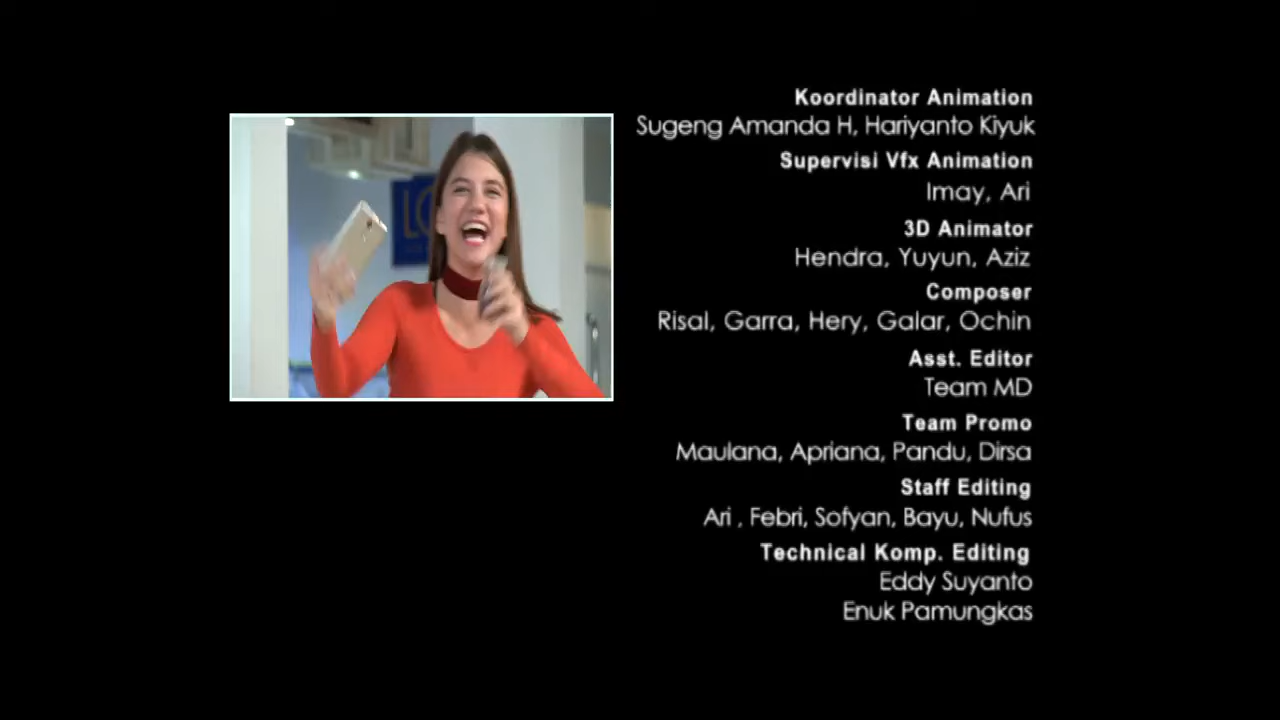 Koordinator Animation
Sugeng Amanda H, Hariyanto Kiyuk
Supervisi Vfx Animation
Imay, Ari
3D Animator
Hendra, Yuyun, Aziz
Composer
Risal, Garra, Hery, Galar, Ochin
Asst. Editor
Team MD
Team Promo
Maulana, Apriana, Pandu, Dirsa
Staff Editing
Ari , Febri, Sofyan, Bayu, Nufus
Technical Komp. Editing
Eddy Suyanto
Enuk Pamungkas